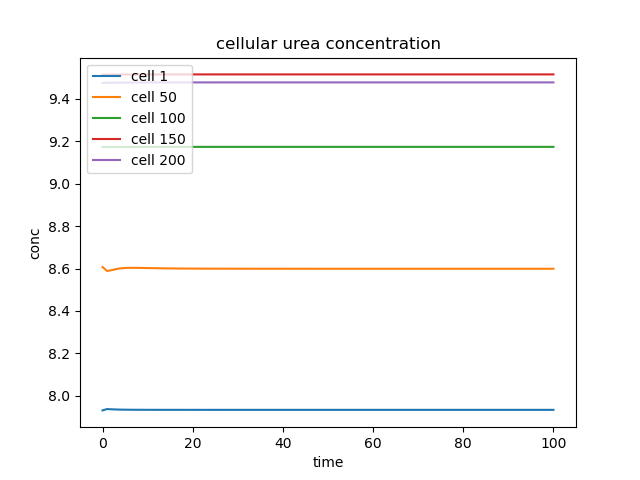 cellular urea concentration
cell 1
cell 50
cell 100
cell 150
cell 200
9.4
9.2
9.0
8.8
8.6
8.4
8.2
8.0
conc
0
20
40
60
80
100
time